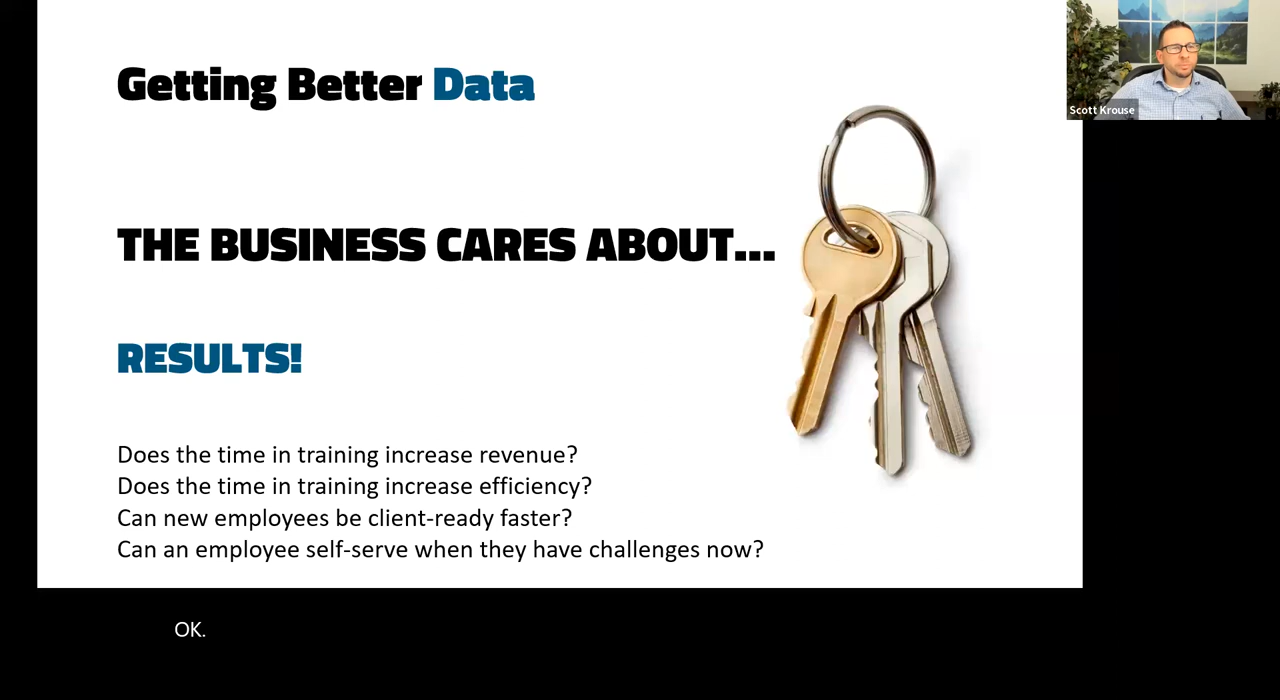 Getting Better Data
THE BUSINESS CARES ABOUT...
RESULTS!
Does the time in training increase revenue?
Does the time in training increase efficiency?
Can new employees be client-ready faster?
Can an employee self-serve when they have challenges now?
Scott Krouse
OK.